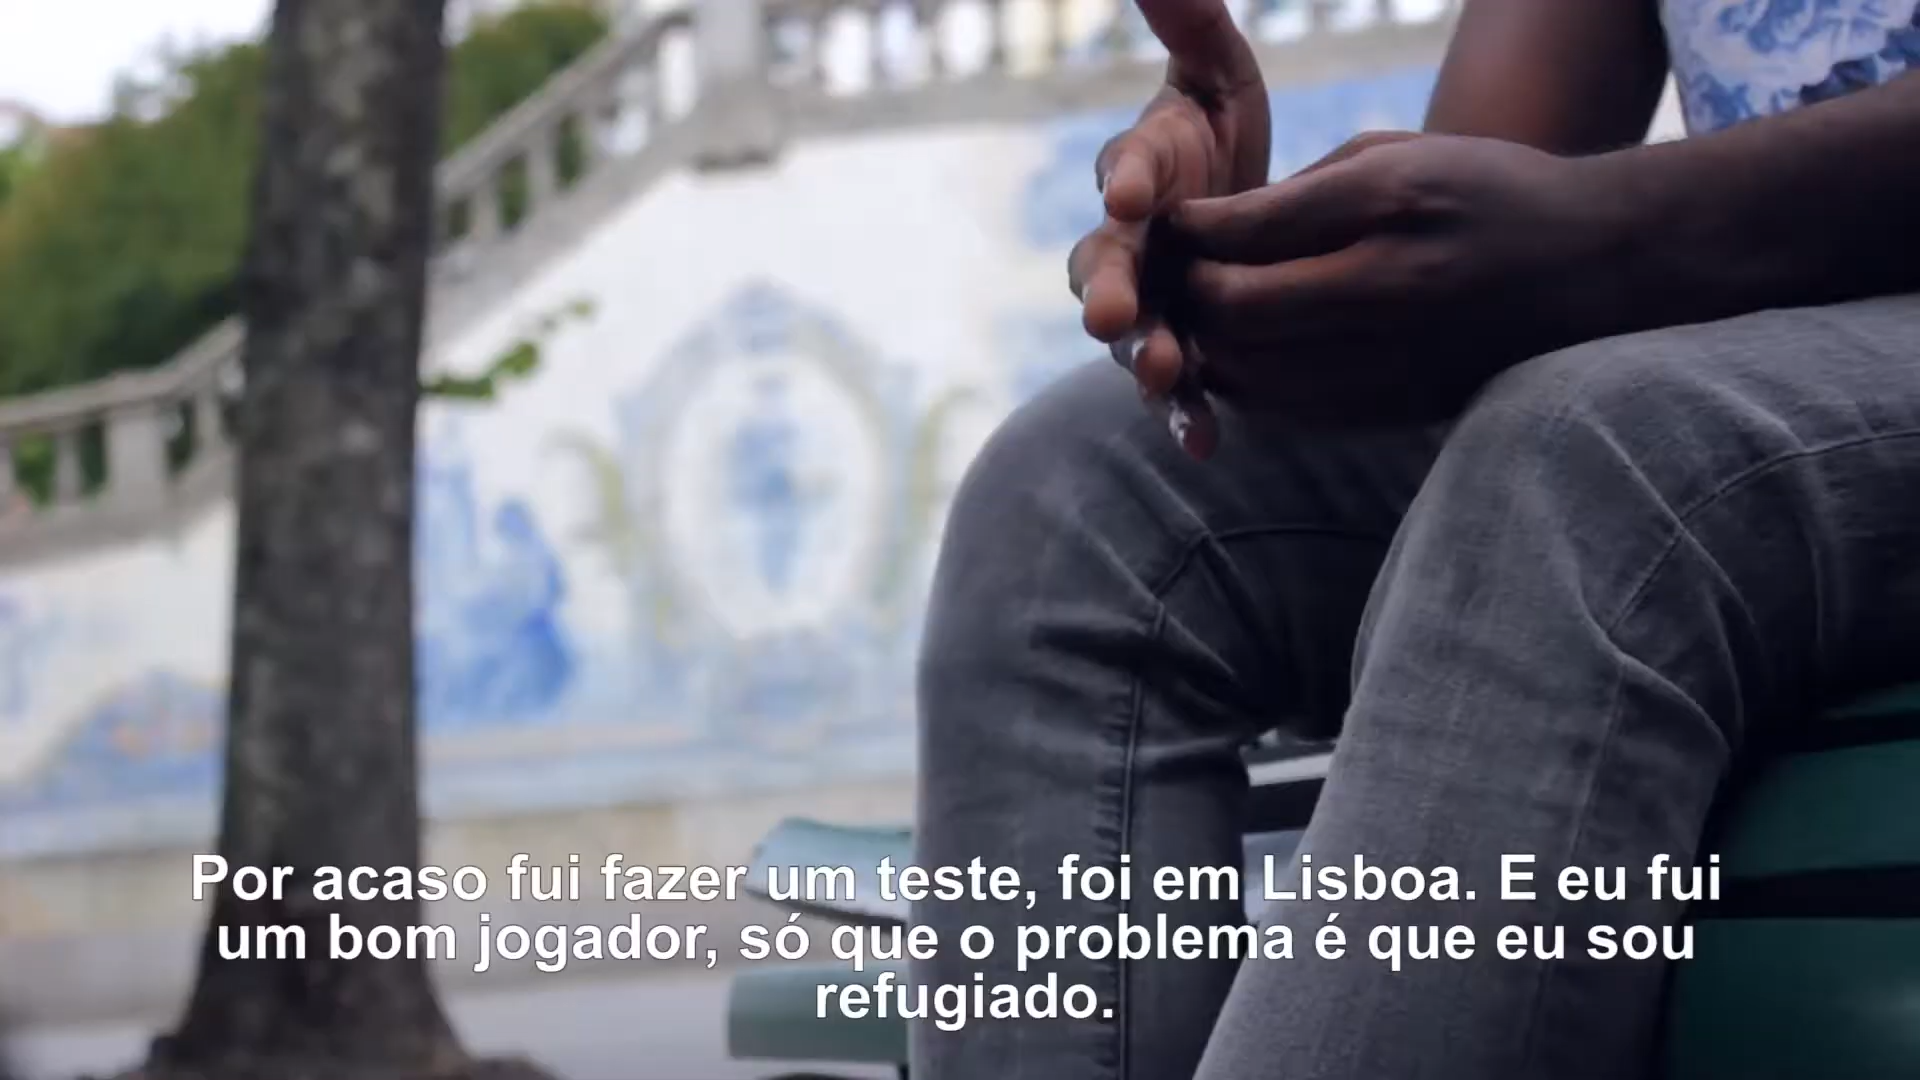 Por acaso fui fazer um teste, foi em Lisboa. E eu fui
um bom jogador, só que o problema é que eu sou
refugiado.